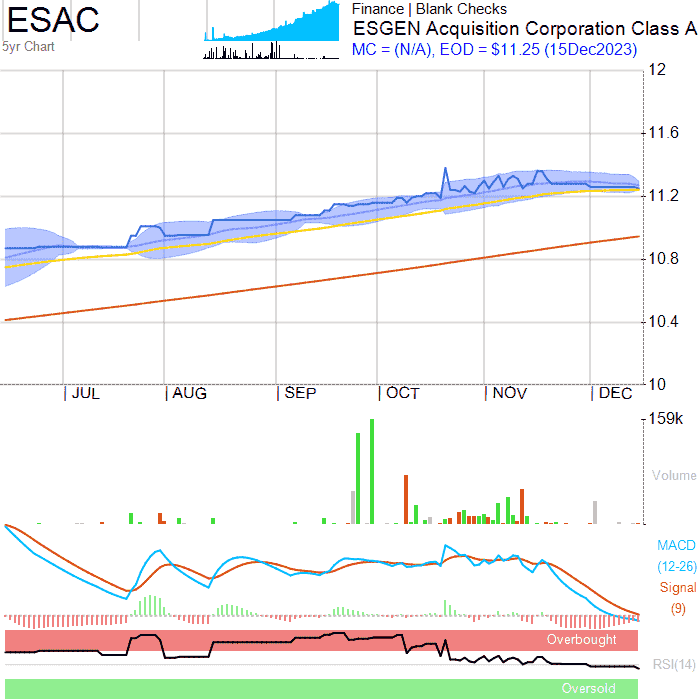 ESAC
5yr Chart
Finance | Blank Checks
ESGEN Acquisition Corporation Class A
MC = (N/A), EOD = $11.25 (15Dec2023)
12
11.6
11.2
10.8
10.4
10
JUL AUG SEP OCT NOV DEC
159k
Volume
MACD
(12-26)
Signal
(9)
Overbought
RSI(14)
Oversold